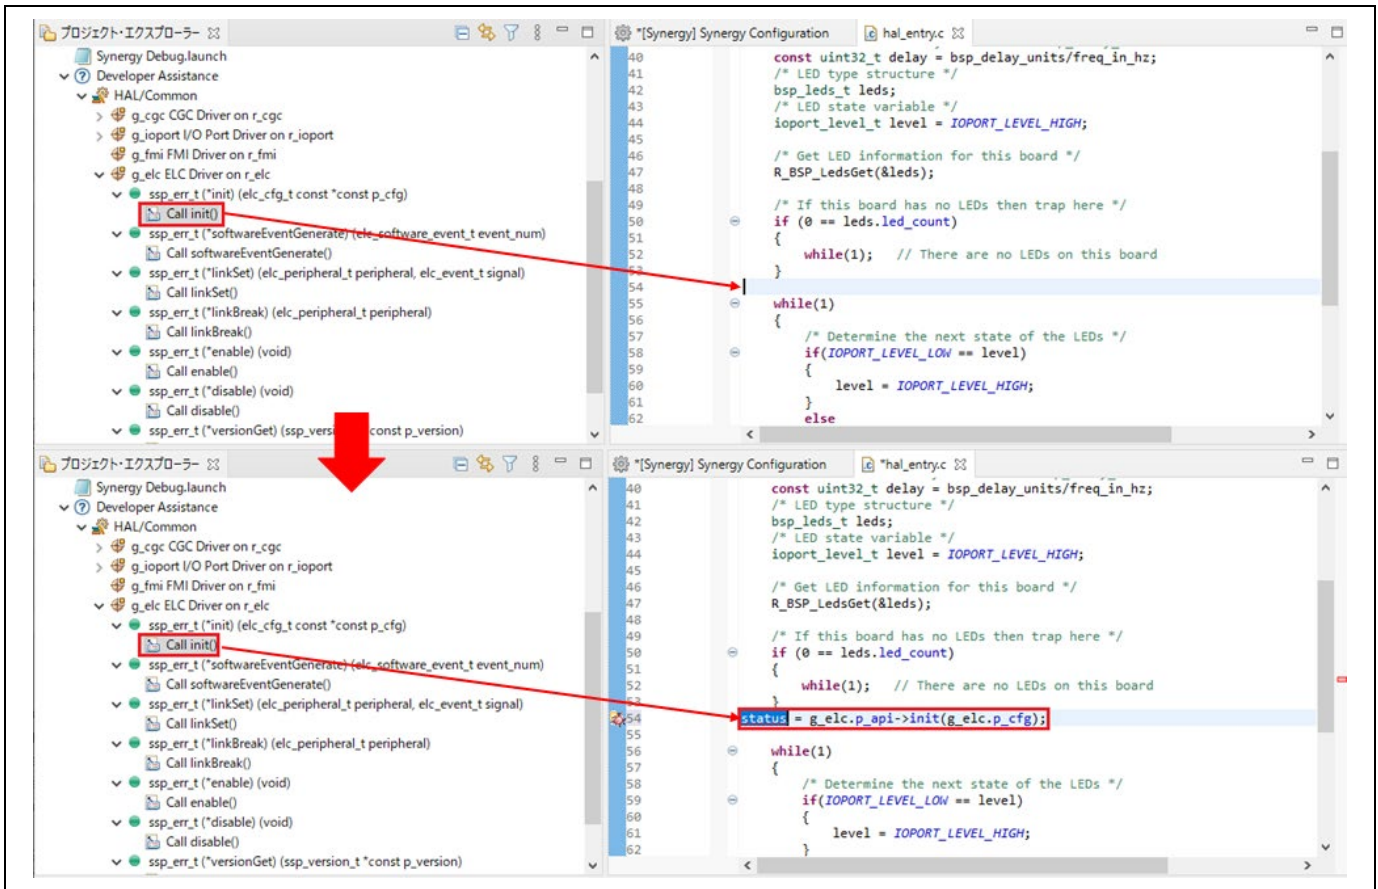 プロジェクト・エクスプローラー
Synergy Debug.launch
Developer Assistance
HAL/Common
g_cgc CGC Driver on r_cgc
g_ioport I/O Port Driver on r_ioport
g_fmi FMI Driver on r_fmi
g_elc ELC Driver on r_elc
ssp_err_t (*init) (elc_cfg_t const *const p_cfg)
Call init()
ssp_err_t (*softwareEventGenerate) (elc_software_event_t event_num)
Call softwareEventGenerate()
ssp_err_t (*linkSet) (elc_peripheral_t peripheral, elc_event_t signal)
Call linkSet()
ssp_err_t (*linkBreak) (elc_peripheral_t peripheral)
Call linkBreak()
ssp_err_t (*enable) (void)
Call enable()
ssp_err_t (*disable) (void)
Call disable()
ssp_err_t (*versionGet) (ssp_vers const p_version)
*[Synergy] Synergy Configuration hal_entry.c
40 const uint32_t delay = bsp_delay_units/freq_in_hz;
41 /* LED type structure */
42 bsp_leds_t leds;
43 /* LED state variable */
44 ioport_level_t level = IOPORT_LEVEL_HIGH;
45
46 /* Get LED information for this board */
47 R_BSP_LedsGet(&leds);
48
49 /* If this board has no LEDs then trap here */
50 if (0 == leds.led_count)
51 {
52 while(1); // There are no LEDs on this board
53 }
54
55 while(1)
56 {
57 /* Determine the next state of the LEDs */
58 if(IOPORT_LEVEL_LOW == level)
59 {
60 level = IOPORT_LEVEL_HIGH;
61 }
62 else
プロジェクト・エクスプローラー
Synergy Debug.launch
Developer Assistance
HAL/Common
g_cgc CGC Driver on r_cgc
g_ioport I/O Port Driver on r_ioport
g_fmi FMI Driver on r_fmi
g_elc ELC Driver on r_elc
ssp_err_t (*init) (elc_cfg_t const *const p_cfg)
Call init()
ssp_err_t (*softwareEventGenerate) (elc_software_event_t event_num)
Call softwareEventGenerate()
ssp_err_t (*linkSet) (elc_peripheral_t peripheral, elc_event_t signal)
Call linkSet()
ssp_err_t (*linkBreak) (elc_peripheral_t peripheral)
Call linkBreak()
ssp_err_t (*enable) (void)
Call enable()
ssp_err_t (*disable) (void)
Call disable()
ssp_err_t (*versionGet) (ssp_version_t *const p_version)
*[Synergy] Synergy Configuration *hal_entry.c
40 const uint32_t delay = bsp_delay_units/freq_in_hz;
41 /* LED type structure */
42 bsp_leds_t leds;
43 /* LED state variable */
44 ioport_level_t level = IOPORT_LEVEL_HIGH;
45
46 /* Get LED information for this board */
47 R_BSP_LedsGet(&leds);
48
49 /* If this board has no LEDs then trap here */
50 if (0 == leds.led_count)
51 {
52 while(1); // There are no LEDs on this board
53 }
54 status = g_elc.p_api->init(g_elc.p_cfg);
55
56 while(1)
57 {
58 /* Determine the next state of the LEDs */
59 if(IOPORT_LEVEL_LOW == level)
60 {
61 level = IOPORT_LEVEL_HIGH;
62 }